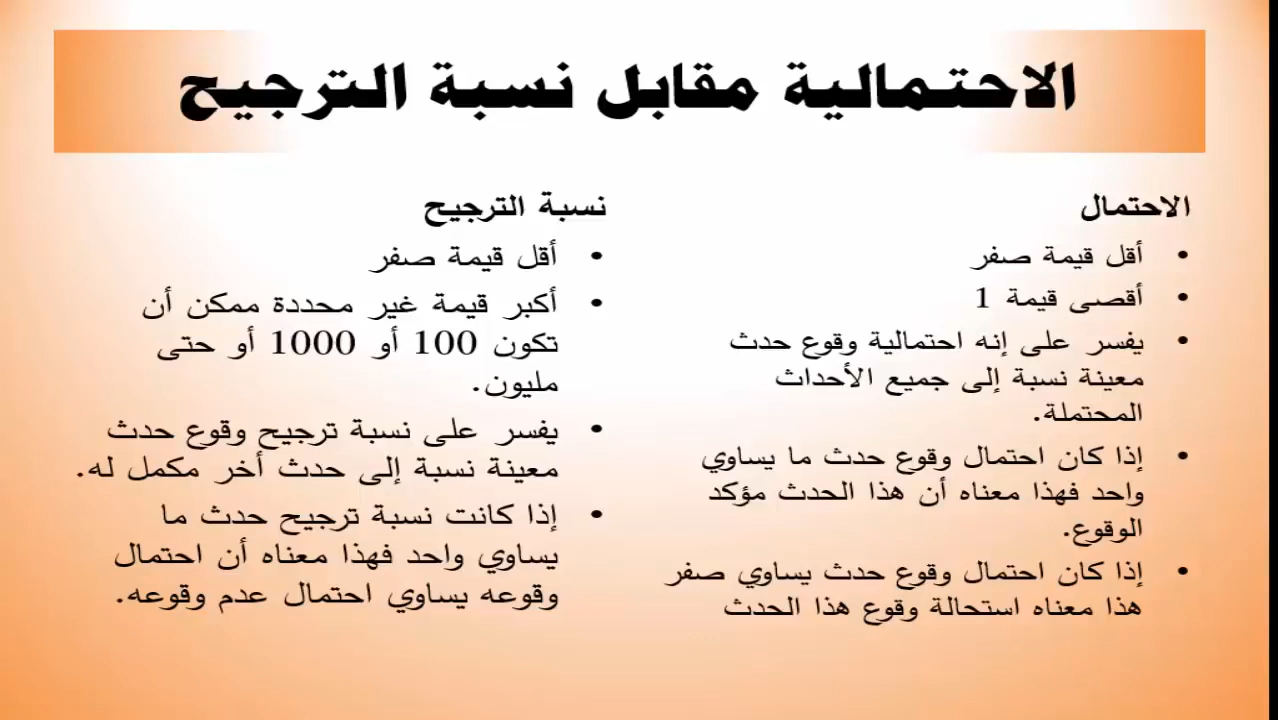 الاحتمالية مقابل نسبة الترجيح
الاحتمال
• أقل قيمة صفر
• أقصى قيمة 1
• يفسر على إنه احتمالية وقوع حدث
معينة نسبة إلى جميع الأحداث
المحتملة.
• إذا كان احتمال وقوع حدث ما يساوي
واحد فهذا معناه أن هذا الحدث مؤكد
الوقوع.
• إذا كان احتمال وقوع حدث يساوي صفر
هذا معناه استحالة وقوع هذا الحدث
نسبة الترجيح
• أقل قيمة صفر
• أكبر قيمة غير محددة ممكن أن
تكون 100 أو 1000 أو حتى
مليون.
• يفسر على نسبة ترجيح وقوع حدث
معينة نسبة إلى حدث أخر مكمل له.
• إذا كانت نسبة ترجيح حدث ما
يساوي واحد فهذا معناه أن احتمال
وقوعه يساوي احتمال عدم وقوعه.